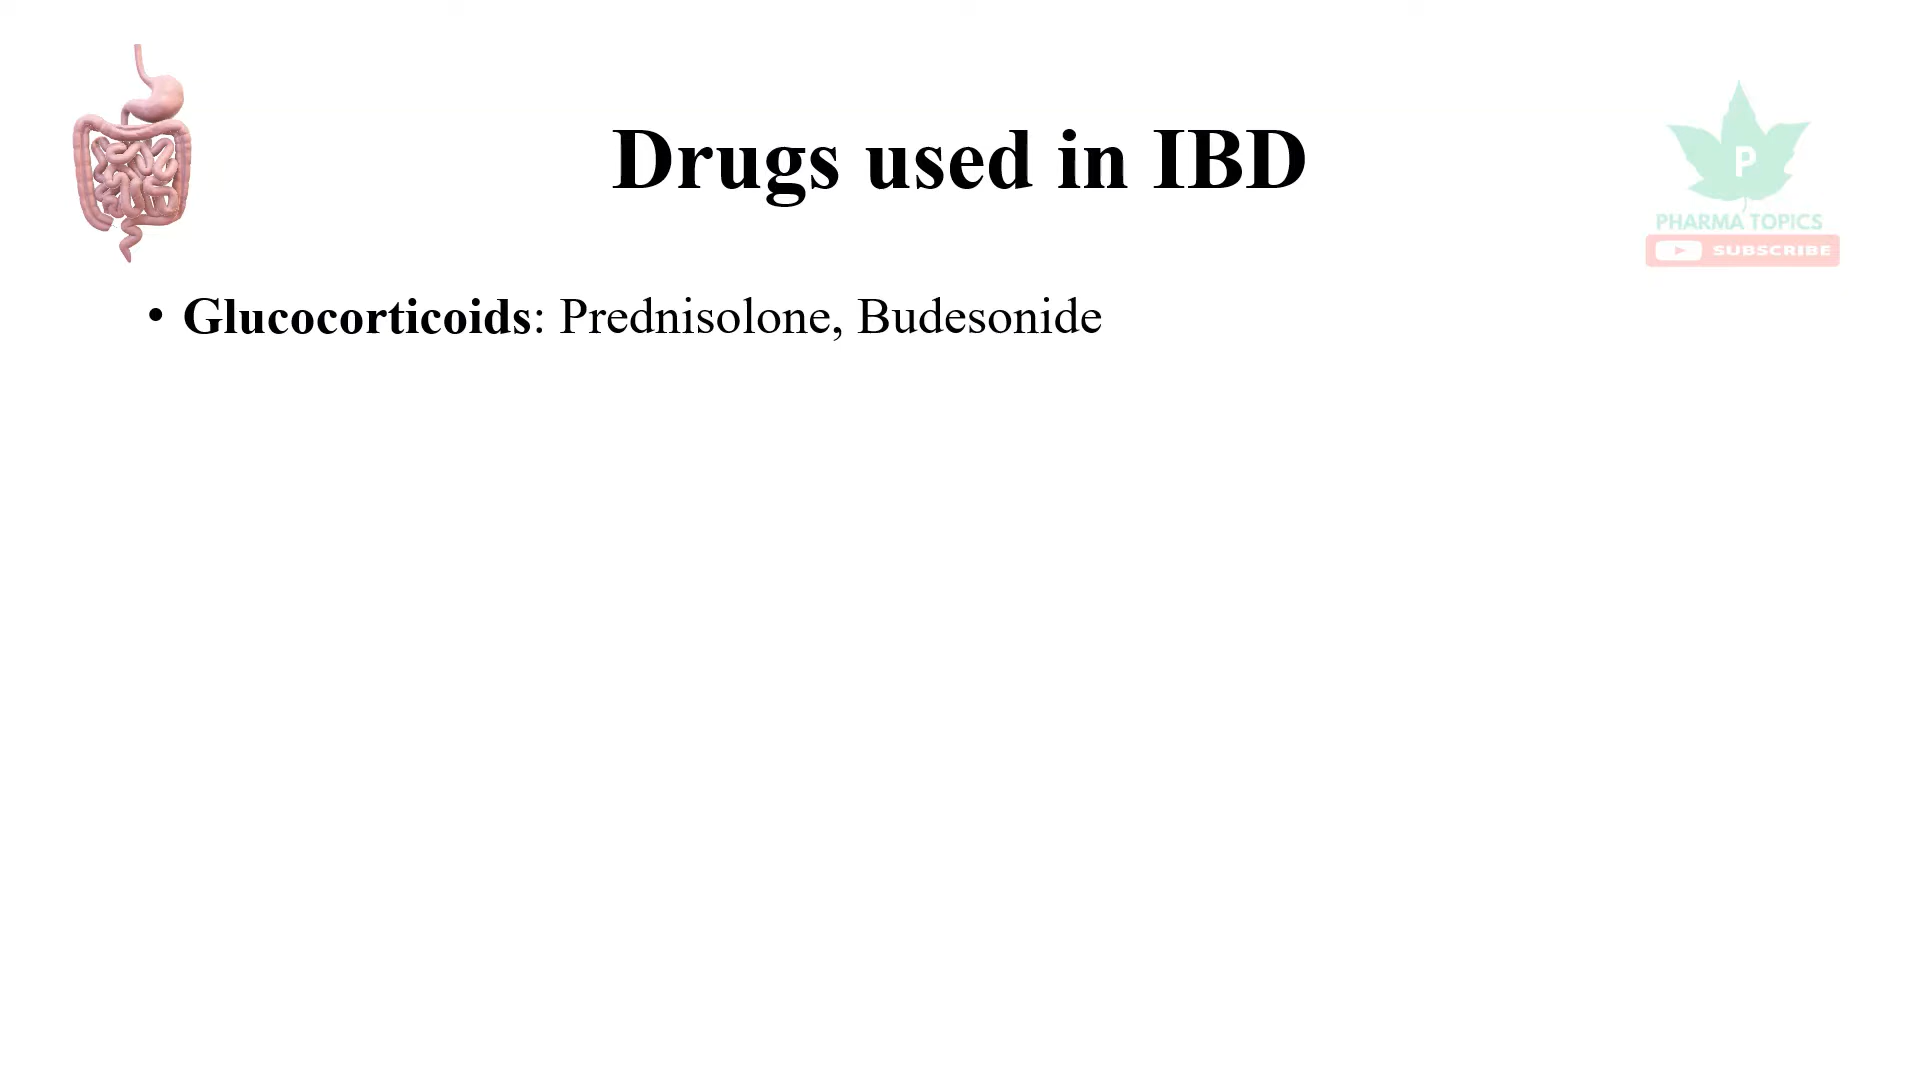 Drugs used in IBD
P
PHARMA TOPICS
SUBSCRIBE
• Glucocorticoids: Prednisolone, Budesonide